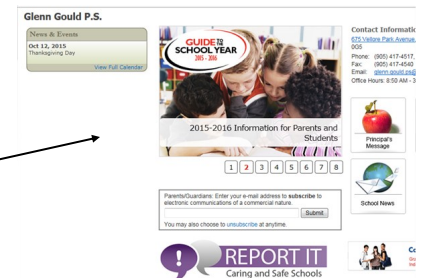 Glenn Gould P.S.
News & Events
Oct 12, 2015
Thanksgiving Day
View Full Calendar
GUIDE TO
SCHOOL YEAR
2015 - 2016
2015-2016 Information for Parents and
Students
1 2 3 4 5 6 7 8
Parents/Guardians: Enter your e-mail address to subscribe to
electronic communications of a commercial nature.
Submit
You may also choose to unsubscribe at anytime.
REPORT IT
Caring and Safe Schools
Contact Informatio
675 Vellore Park Avenue,
0G5
Phone: (905) 417-4517,
Fax: (905) 417-4540
Email: glenn.gould.ps@
Office Hours: 8:50 AM - 3
Principal's
Message
School News
Co